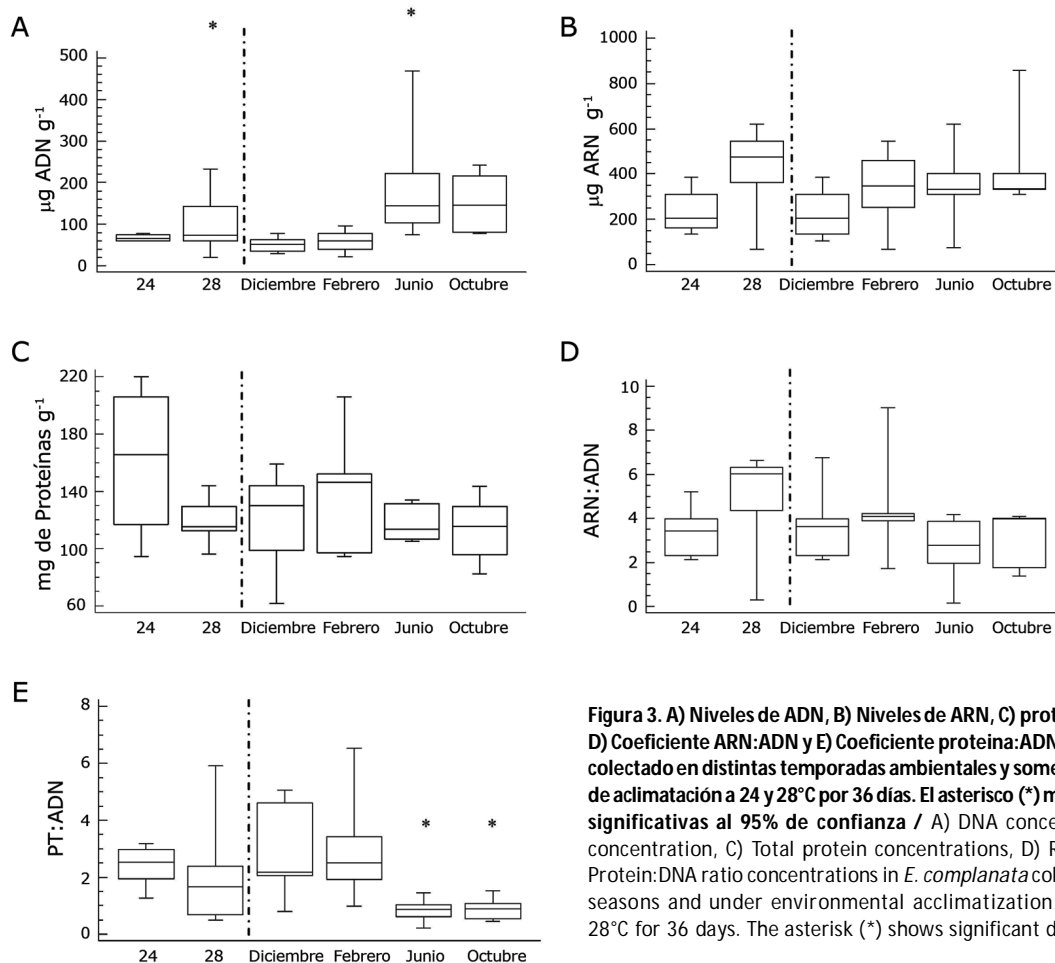 A
*
*
µg ADN g⁻¹
500
400
300
200
100
0
24 28 Diciembre Febrero Junio Octubre
B
µg ARN g⁻¹
1000
800
600
400
200
0
24 28 Diciembre Febrero Junio Octubre
C
mg de Proteínas g⁻¹
220
180
140
100
60
24 28 Diciembre Febrero Junio Octubre
D
ARN:ADN
10
8
6
4
2
0
24 28 Diciembre Febrero Junio Octubre
E
PT:ADN
8
6
4
2
0
*
*
24 28 Diciembre Febrero Junio Octubre
Figura 3. A) Niveles de ADN, B) Niveles de ARN, C) prote
D) Coeficiente ARN:ADN y E) Coeficiente proteina:ADN
colectado en distintas temporadas ambientales y some
de aclimatación a 24 y 28°C por 36 días. El asterisco (*) m
significativas al 95% de confianza / A) DNA conce
concentration, C) Total protein concentrations, D) R
Protein:DNA ratio concentrations in E. complanata col
seasons and under environmental acclimatization
28°C for 36 days. The asterisk (*) shows significant d